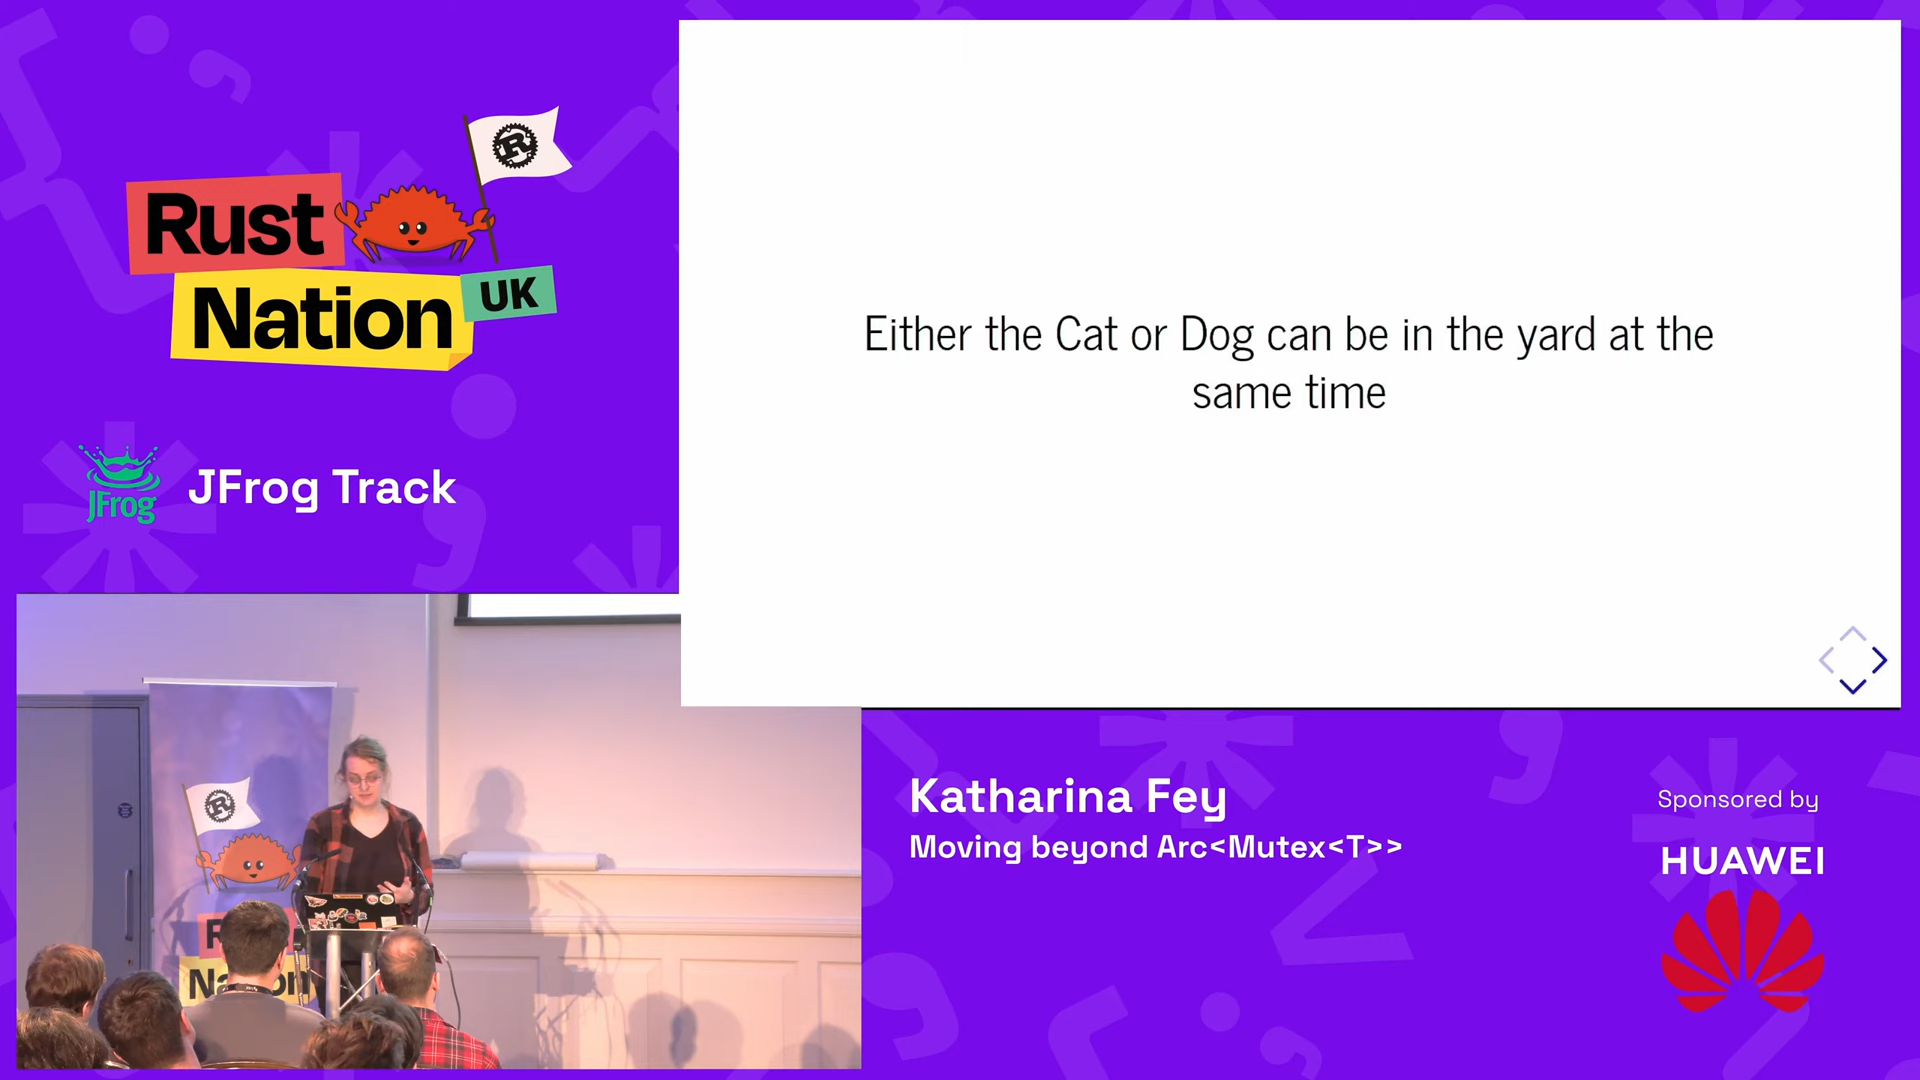 Rust
Nation
UK
R
JFrog
JFrog Track
Either the Cat or Dog can be in the yard at the
same time
R
Nation
Katharina Fey
Moving beyond Arc<Mutex<T>>
Sponsored by
HUAWEI